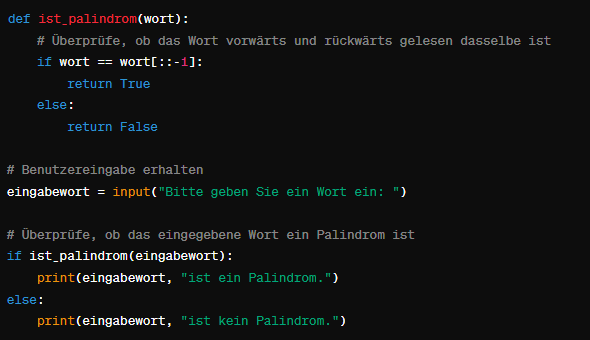 def ist_palindrom(wort):
    # Überprüfe, ob das Wort vorwärts und rückwärts gelesen dasselbe ist
    if wort == wort[::-1]:
        return True
    else:
        return False

# Benutzereingabe erhalten
eingabewort = input("Bitte geben Sie ein Wort ein: ")

# Überprüfe, ob das eingegebene Wort ein Palindrom ist
if ist_palindrom(eingabewort):
    print(eingabewort, "ist ein Palindrom.")
else:
    print(eingabewort, "ist kein Palindrom.")